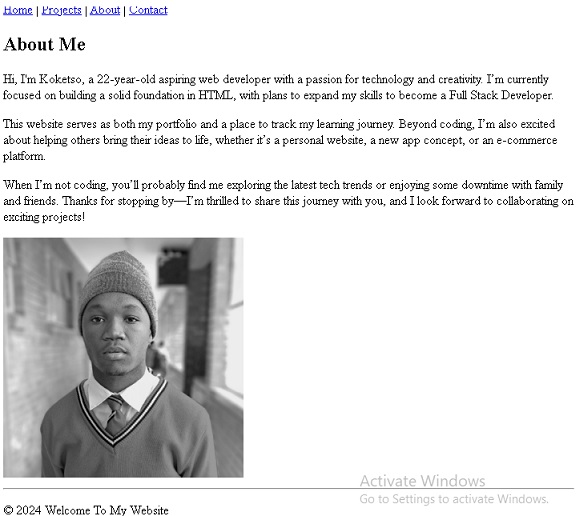 Home | Projects | About | Contact
About Me
Hi, I'm Koketso, a 22-year-old aspiring web developer with a passion for technology and creativity. I’m currently
focused on building a solid foundation in HTML, with plans to expand my skills to become a Full Stack Developer.
This website serves as both my portfolio and a place to track my learning journey. Beyond coding, I’m also excited
about helping others bring their ideas to life, whether it’s a personal website, a new app concept, or an e-commerce
platform.
When I’m not coding, you’ll probably find me exploring the latest tech trends or enjoying some downtime with family
and friends. Thanks for stopping by—I’m thrilled to share this journey with you, and I look forward to collaborating on
exciting projects!
Activate Windows
Go to Settings to activate Windows.
© 2024 Welcome To My Website